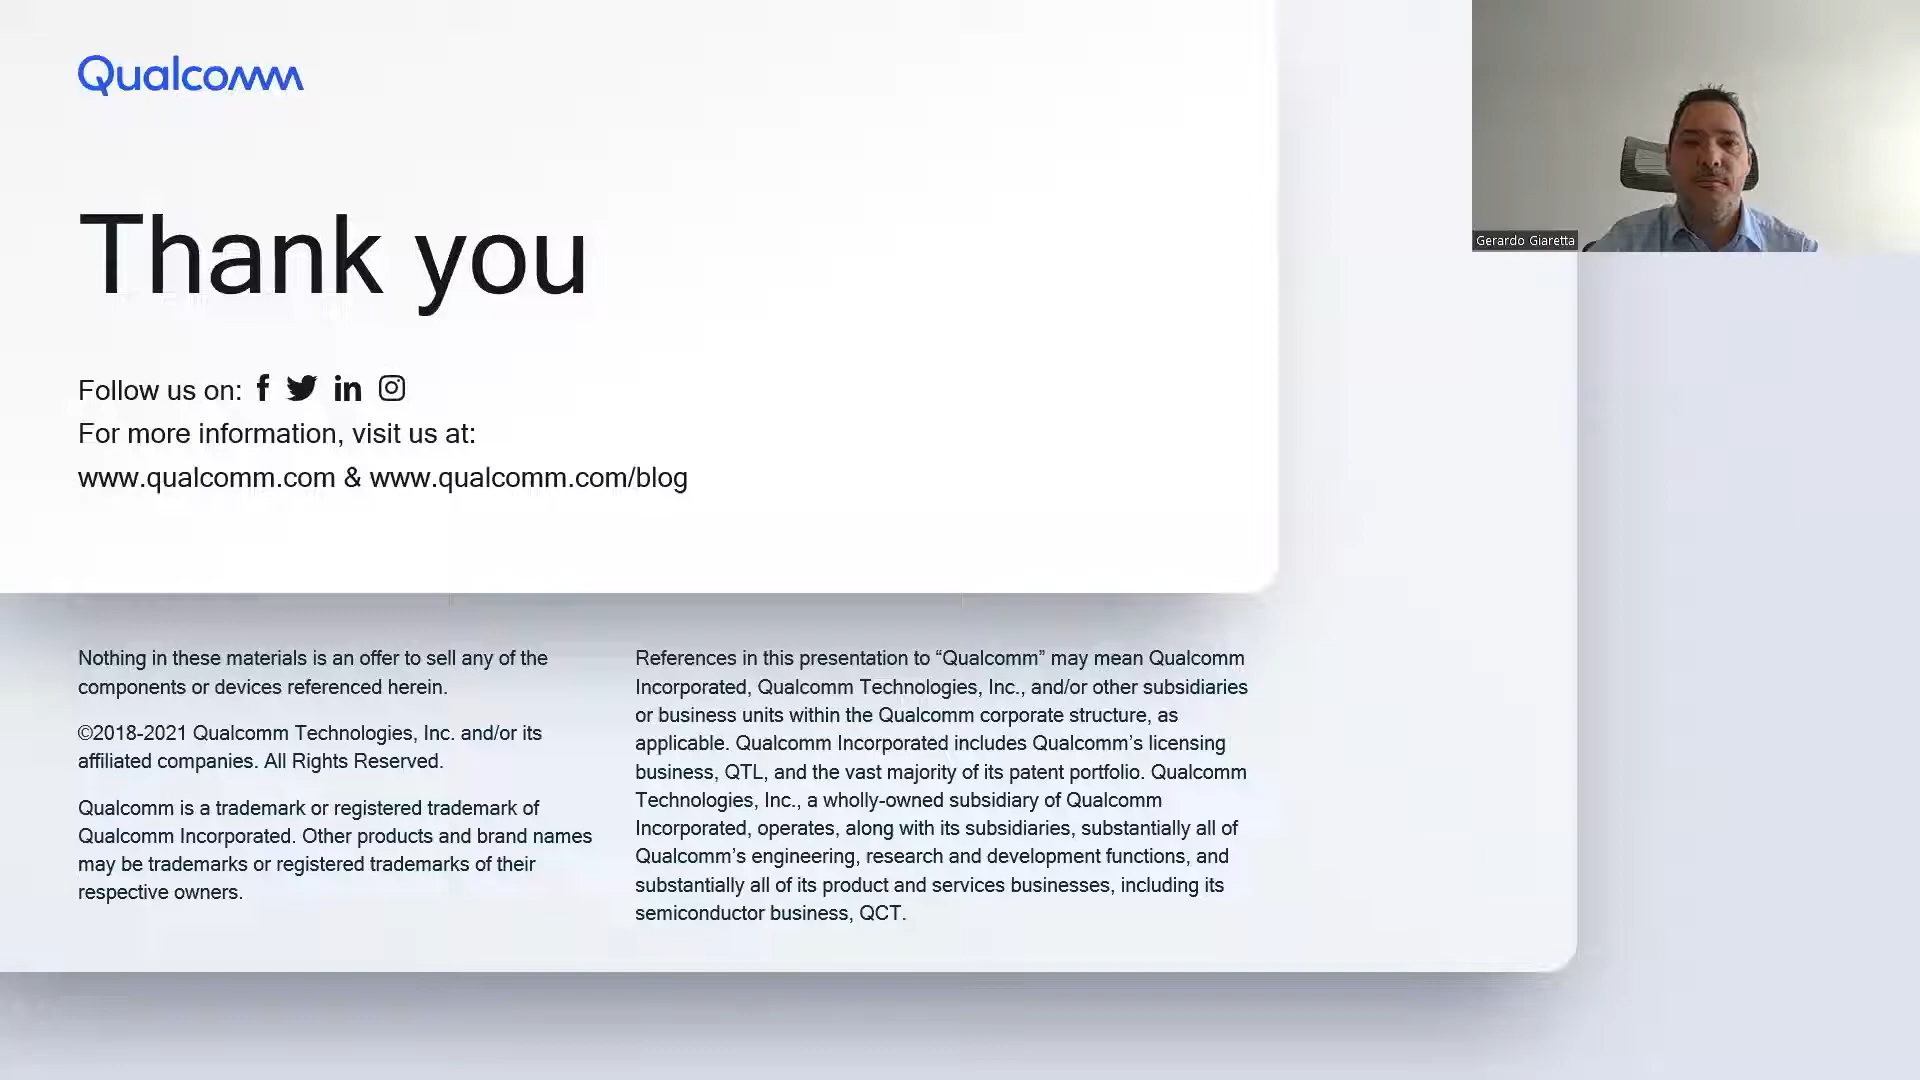 Qualcomm
Thank you
Follow us on:
For more information, visit us at:
www.qualcomm.com & www.qualcomm.com/blog
Nothing in these materials is an offer to sell any of the
components or devices referenced herein.
©2018-2021 Qualcomm Technologies, Inc. and/or its
affiliated companies. All Rights Reserved.
Qualcomm is a trademark or registered trademark of
Qualcomm Incorporated. Other products and brand names
may be trademarks or registered trademarks of their
respective owners.
References in this presentation to “Qualcomm” may mean Qualcomm
Incorporated, Qualcomm Technologies, Inc., and/or other subsidiaries
or business units within the Qualcomm corporate structure, as
applicable. Qualcomm Incorporated includes Qualcomm’s licensing
business, QTL, and the vast majority of its patent portfolio. Qualcomm
Technologies, Inc., a wholly-owned subsidiary of Qualcomm
Incorporated, operates, along with its subsidiaries, substantially all of
Qualcomm’s engineering, research and development functions, and
substantially all of its product and services businesses, including its
semiconductor business, QCT.
Gerardo Giaretta